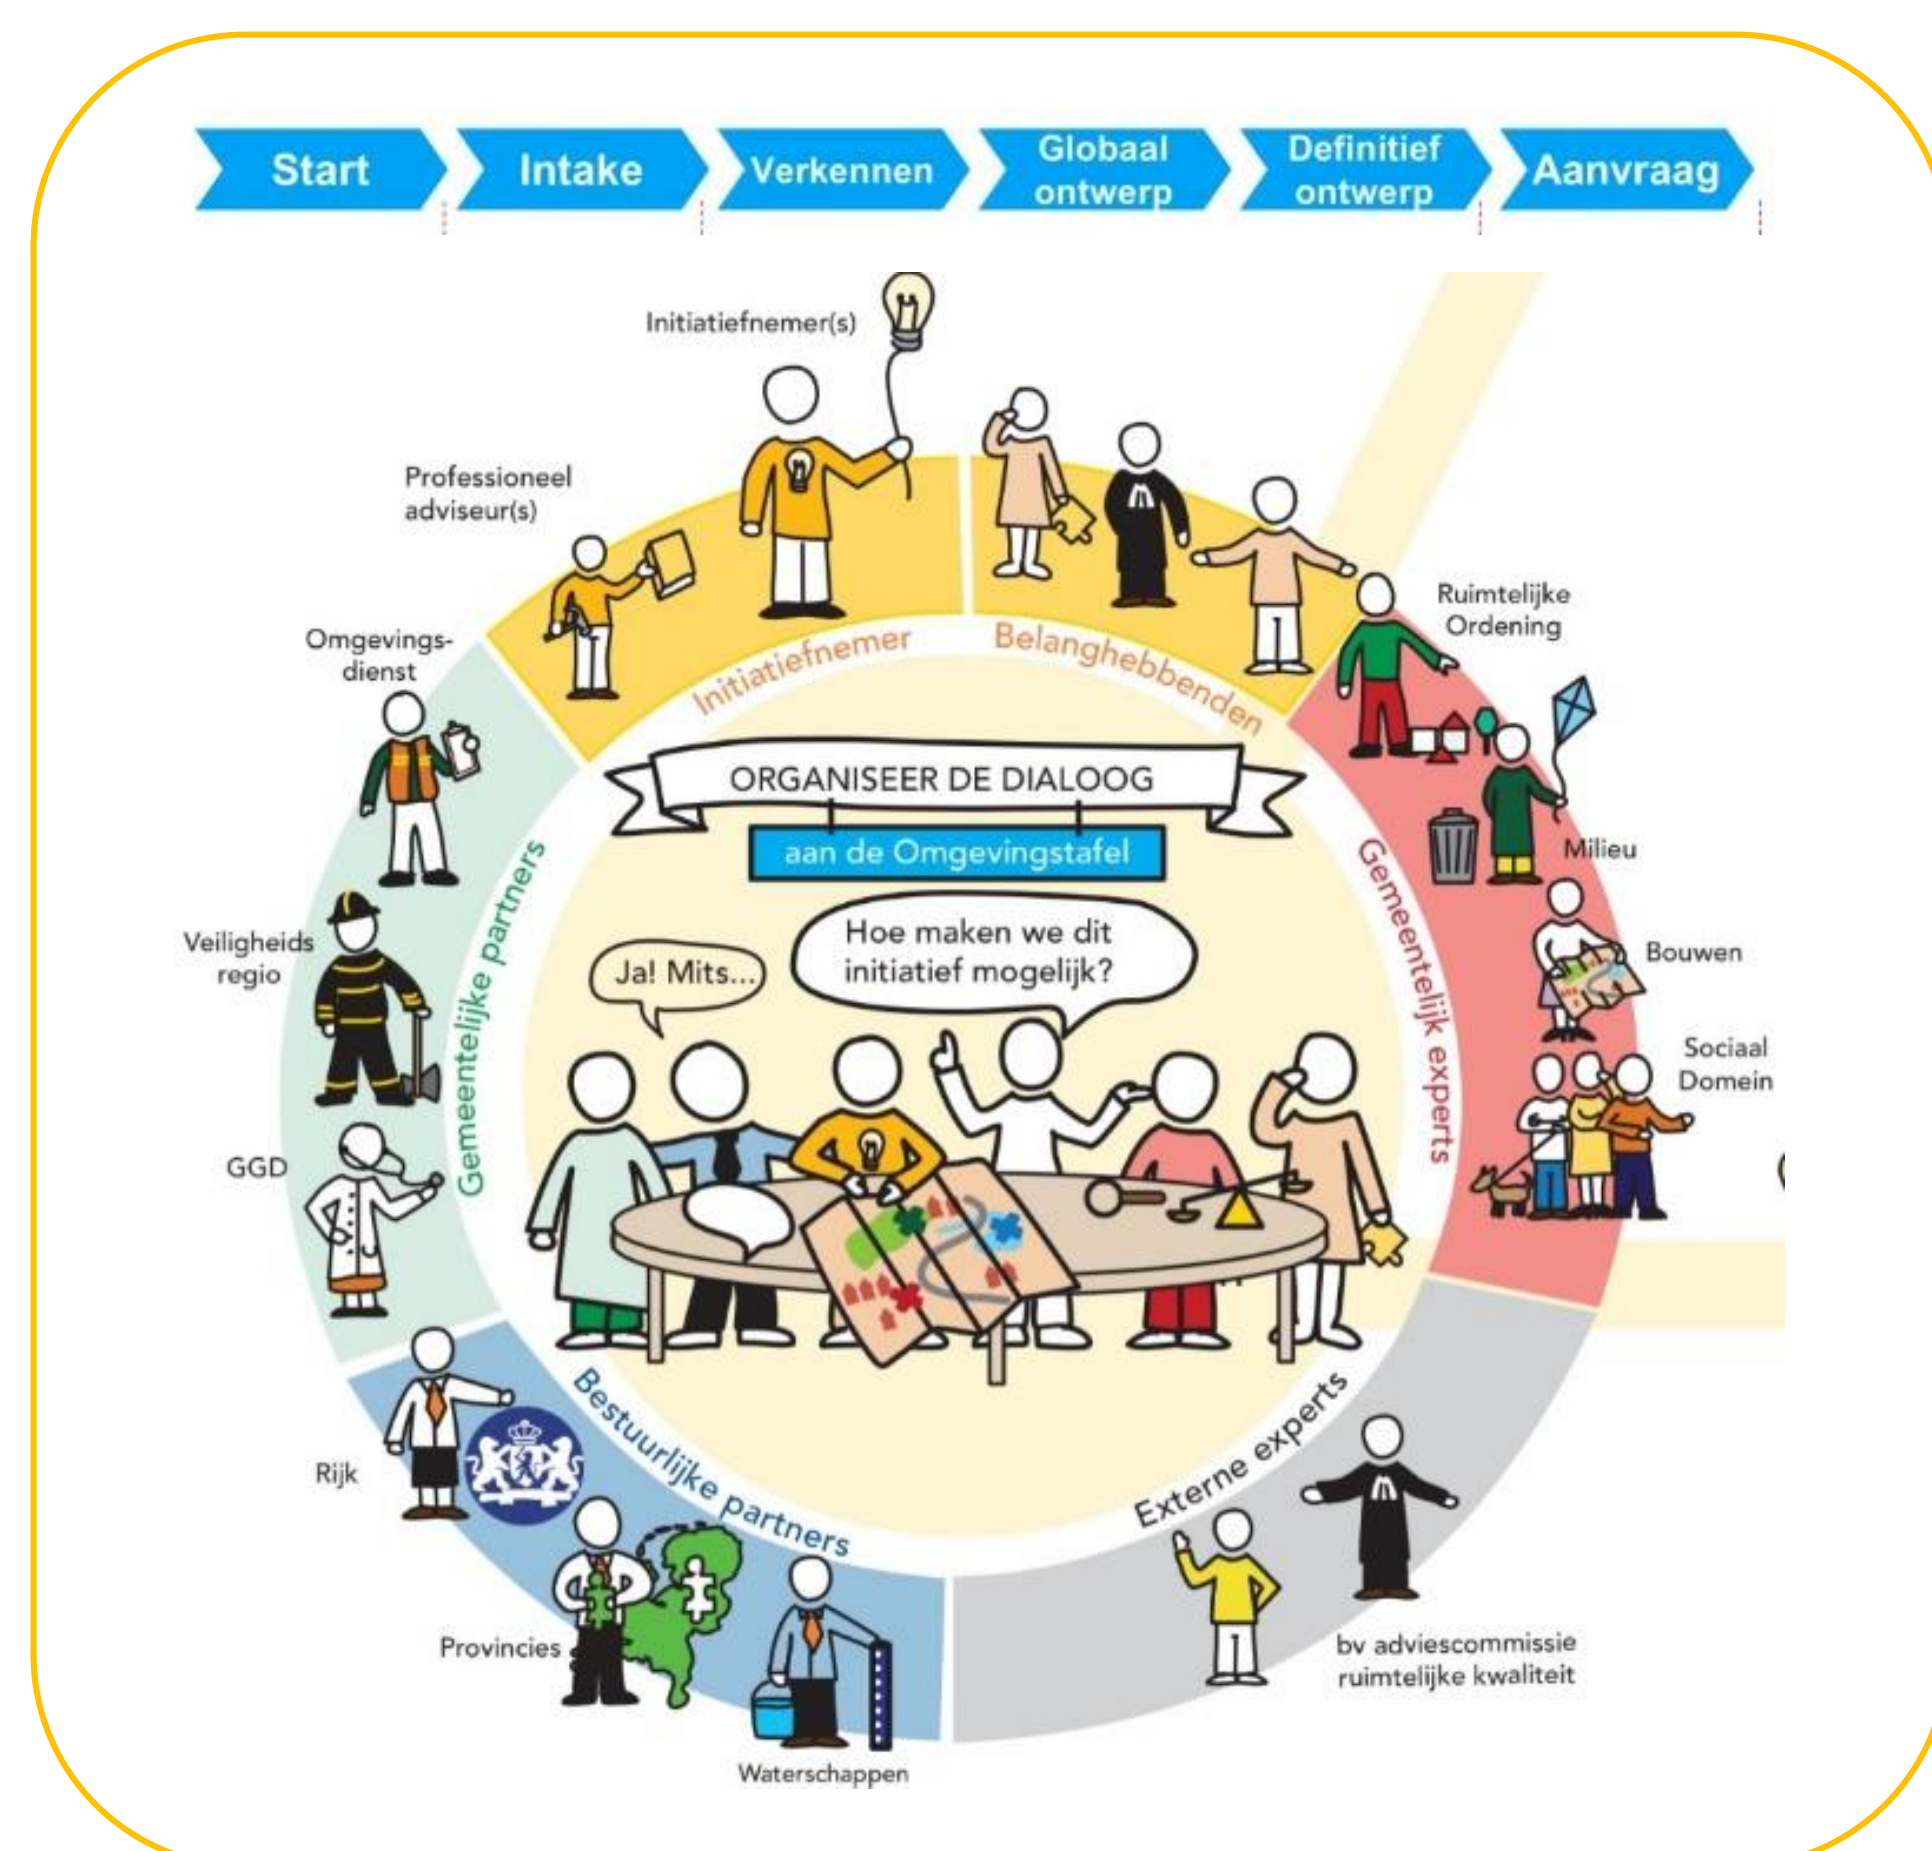 Start
Intake
Verkennen
Globaal
ontwerp
Definitief
ontwerp
Aanvraag
Initiatiefnemer(s)
Professioneel
adviseur(s)
Omgevings-
dienst
Veiligheids
regio
GGD
Rijk
Provincies
Waterschappen
Ruimtelijke
Ordening
Milieu
Bouwen
Sociaal
Domein
bv adviescommissie
ruimtelijke kwaliteit
Initiatiefnemer
Belanghebbenden
Gemeentelijke partners
Gemeentelijk experts
Bestuurlijke partners
Externe experts
ORGANISEER DE DIALOOG
aan de Omgevingstafel
Ja! Mits...
Hoe maken we dit
initiatief mogelijk?